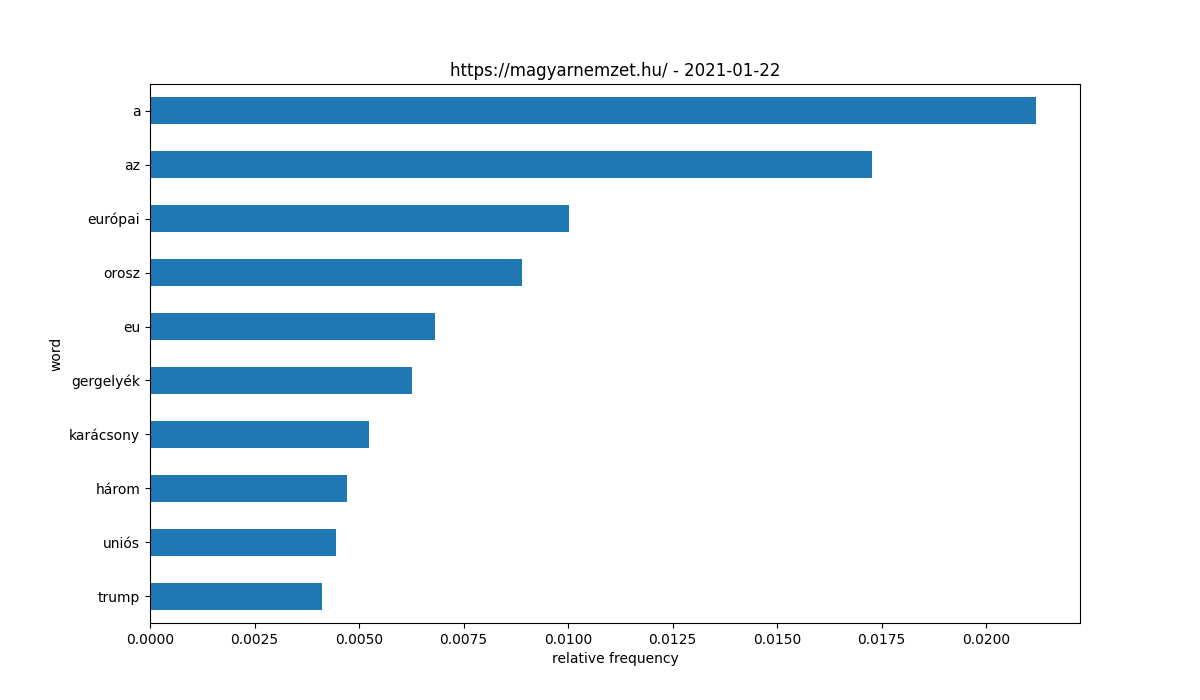 https://magyarnemzet.hu/ - 2021-01-22
a
az
európai
orosz
eu
word
gergelyék
karácsony
három
uniós
trump
0.0000 0.0025 0.0050 0.0075 0.0100 0.0125 0.0150 0.0175 0.0200
relative frequency